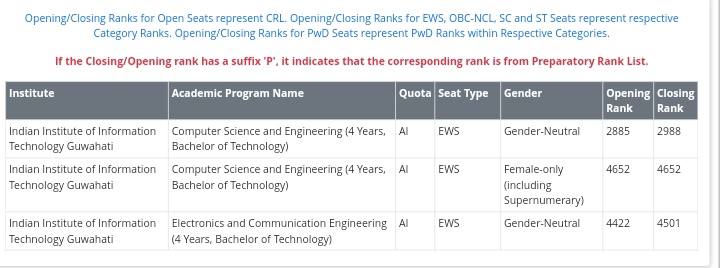 Opening/Closing Ranks for Open Seats represent CRL. Opening/Closing Ranks for EWS, OBC-NCL, SC and ST Seats represent respective
Category Ranks. Opening/Closing Ranks for PwD Seats represent PwD Ranks within Respective Categories.
If the Closing/Opening rank has a suffix 'P', it indicates that the corresponding rank is from Preparatory Rank List.
Institute Academic Program Name Quota Seat Type Gender Opening Closing
Rank Rank
Indian Institute of Information Computer Science and Engineering (4 Years, AI EWS Gender-Neutral 2885 2988
Technology Guwahati Bachelor of Technology)
Indian Institute of Information Computer Science and Engineering (4 Years, AI EWS Female-only 4652 4652
Technology Guwahati Bachelor of Technology) (including
Supernumerary)
Indian Institute of Information Electronics and Communication Engineering AI EWS Gender-Neutral 4422 4501
Technology Guwahati (4 Years, Bachelor of Technology)